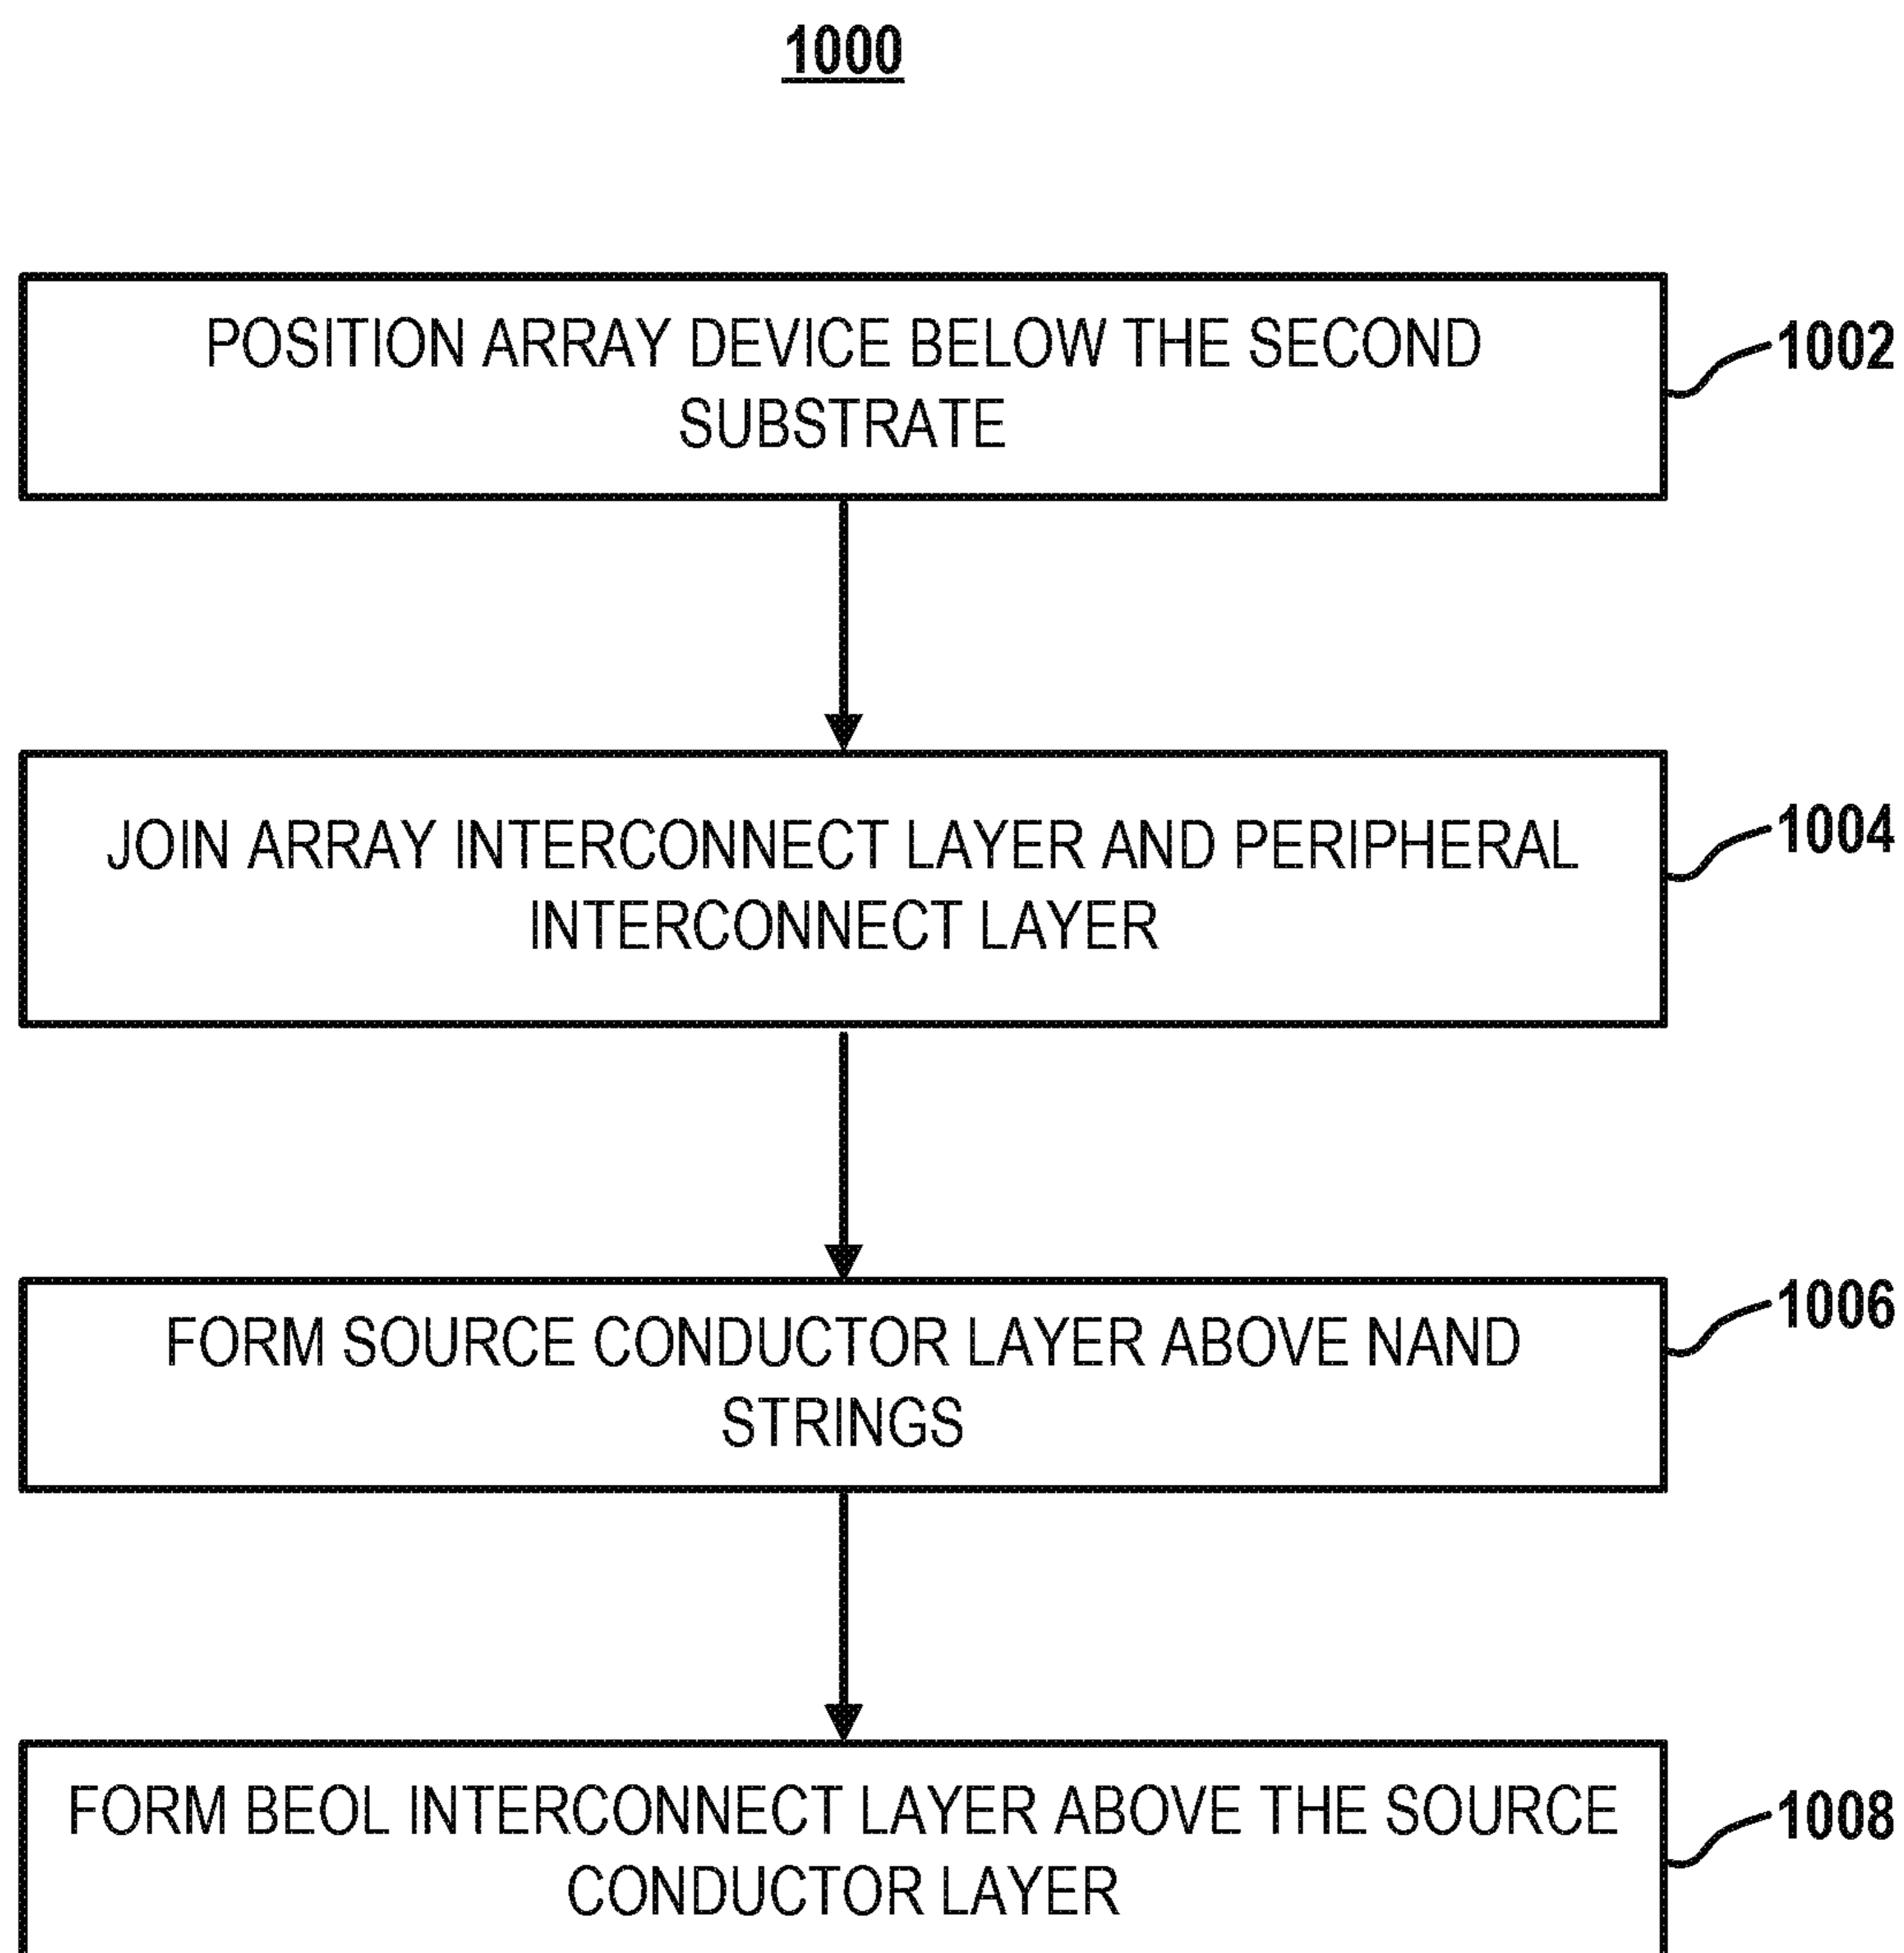 1000
POSITION ARRAY DEVICE BELOW THE SECOND
SUBSTRATE
1002
JOIN ARRAY INTERCONNECT LAYER AND PERIPHERAL
INTERCONNECT LAYER
1004
FORM SOURCE CONDUCTOR LAYER ABOVE NAND
STRINGS
1006
FORM BEOL INTERCONNECT LAYER ABOVE THE SOURCE
CONDUCTOR LAYER
1008